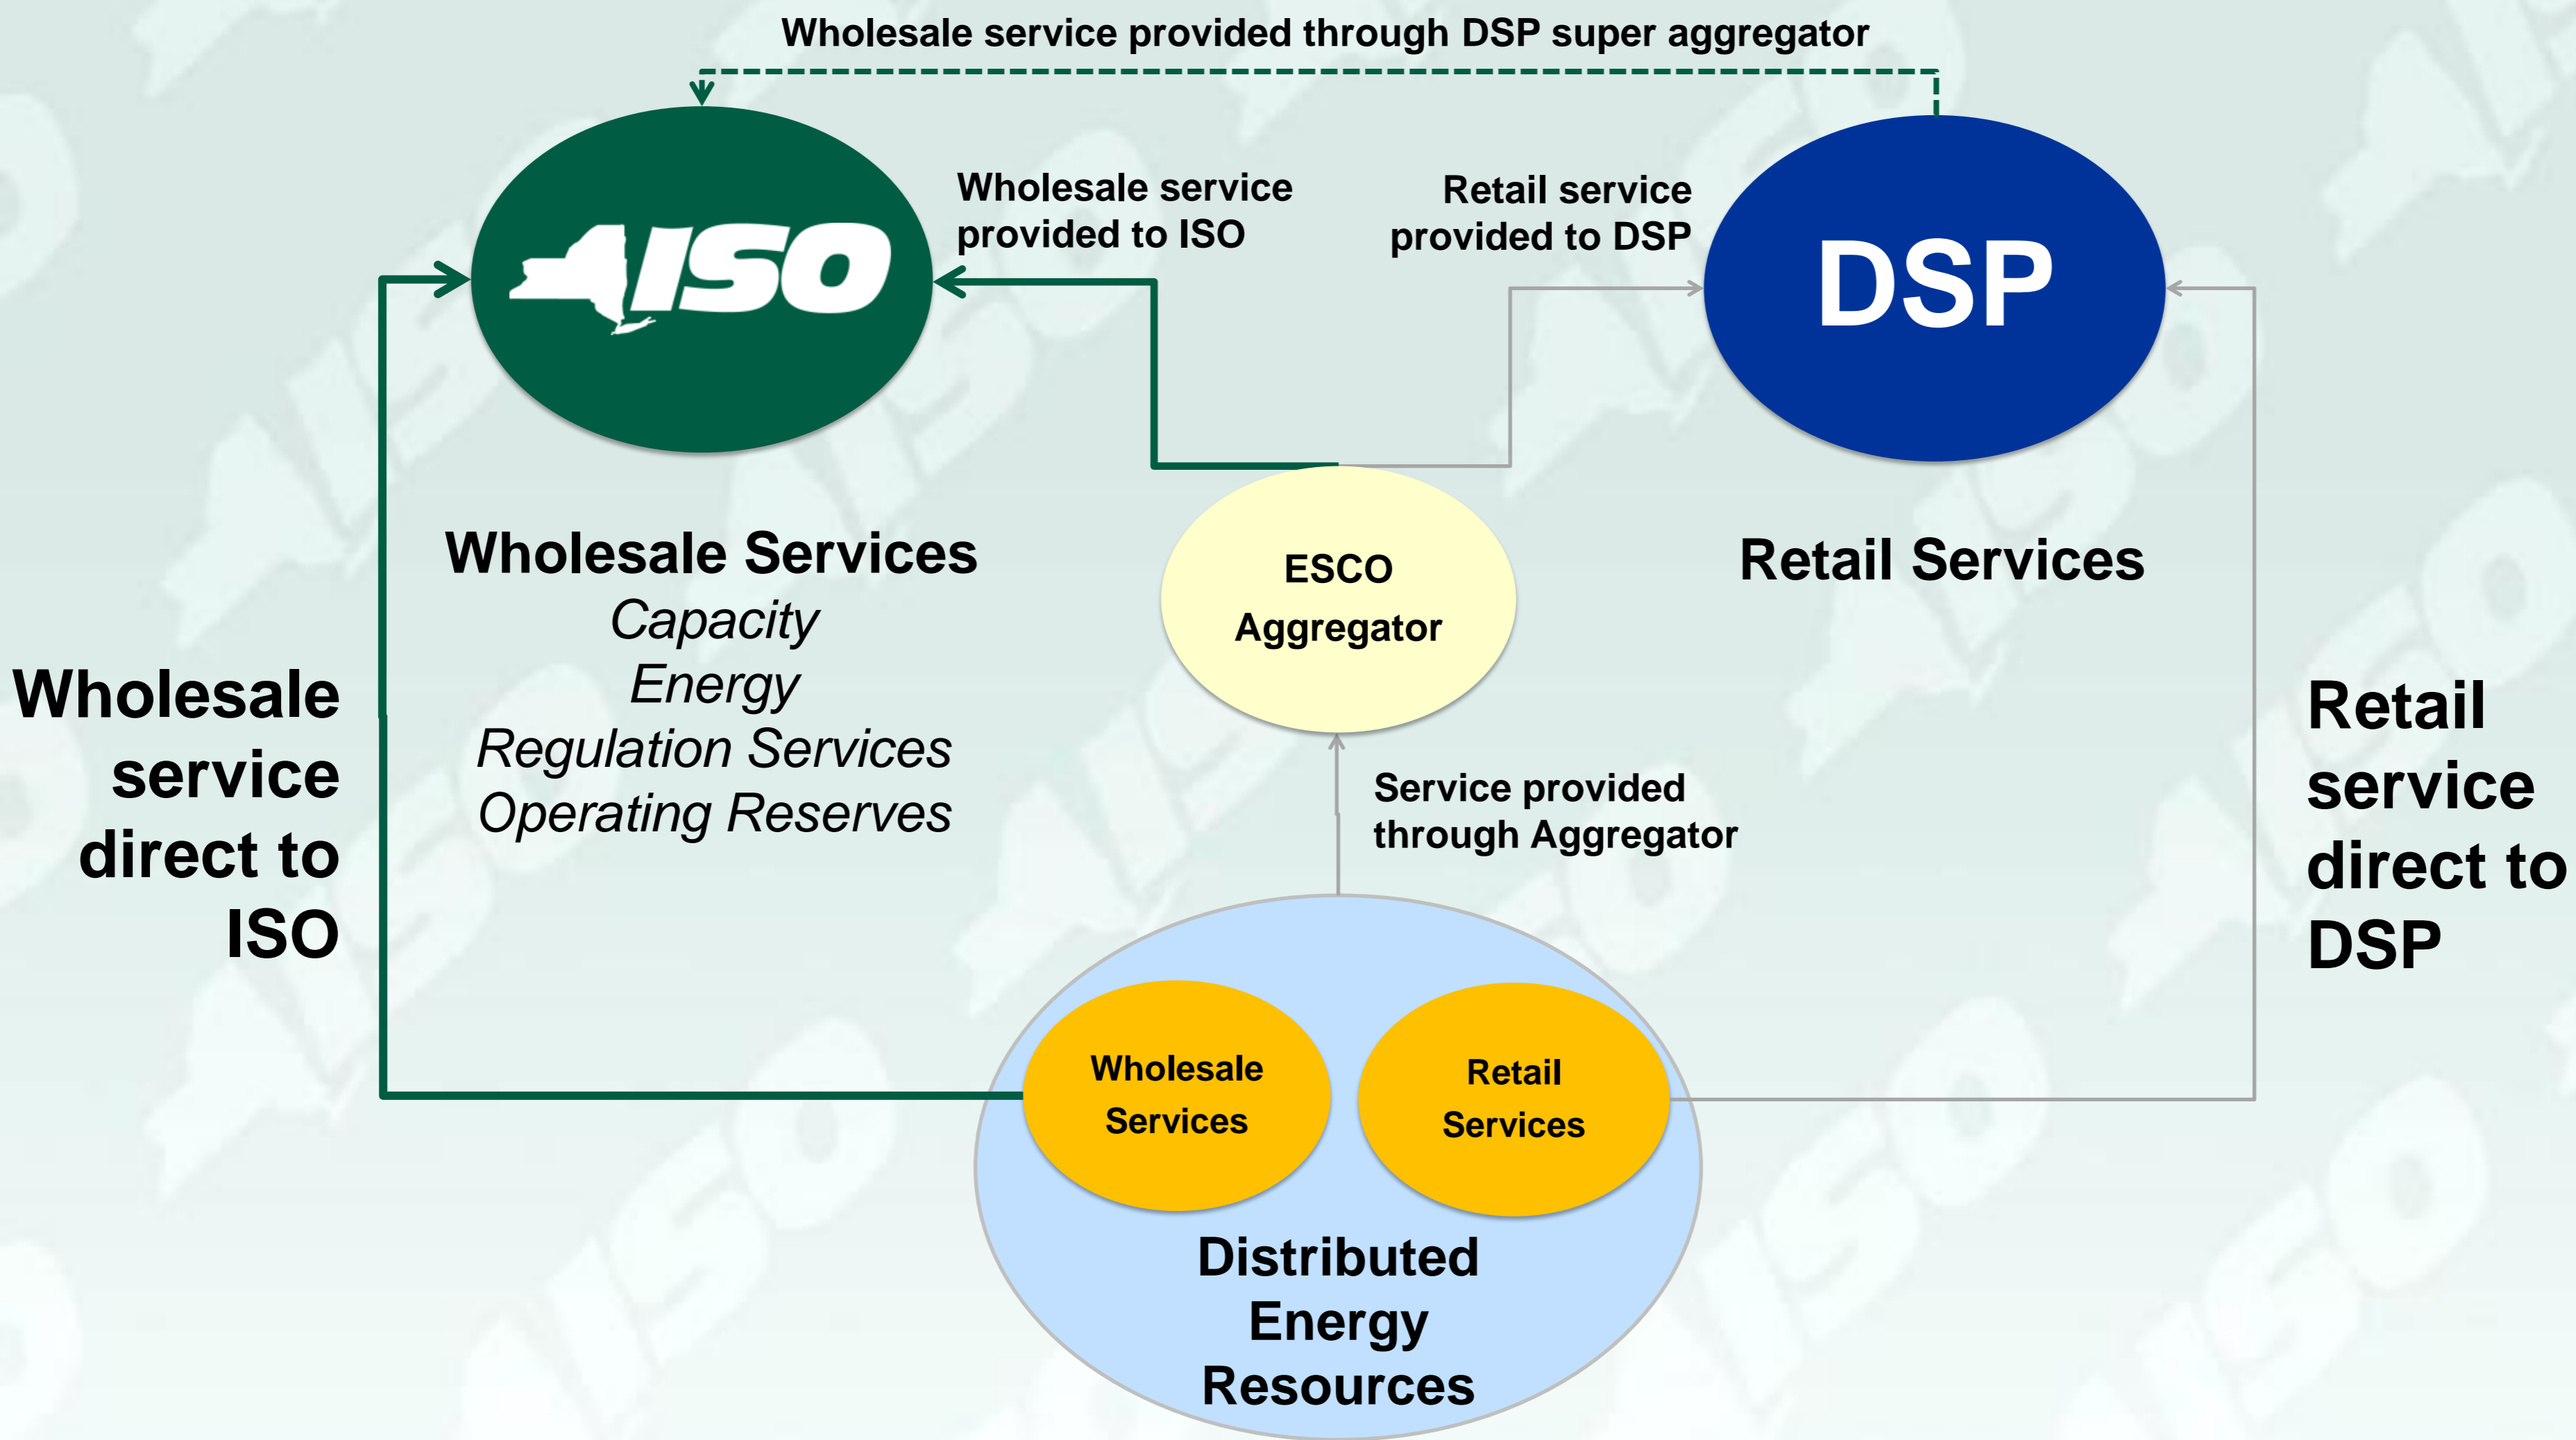 Wholesale service provided through DSP super aggregator
ISO
Wholesale service
provided to ISO
Retail service
provided to DSP
DSP
Wholesale Services
Capacity
Energy
Regulation Services
Operating Reserves
ESCO
Aggregator
Retail Services
Wholesale
service
direct to
ISO
Retail
service
direct to
DSP
Service provided
through Aggregator
Wholesale
Services
Retail
Services
Distributed
Energy
Resources